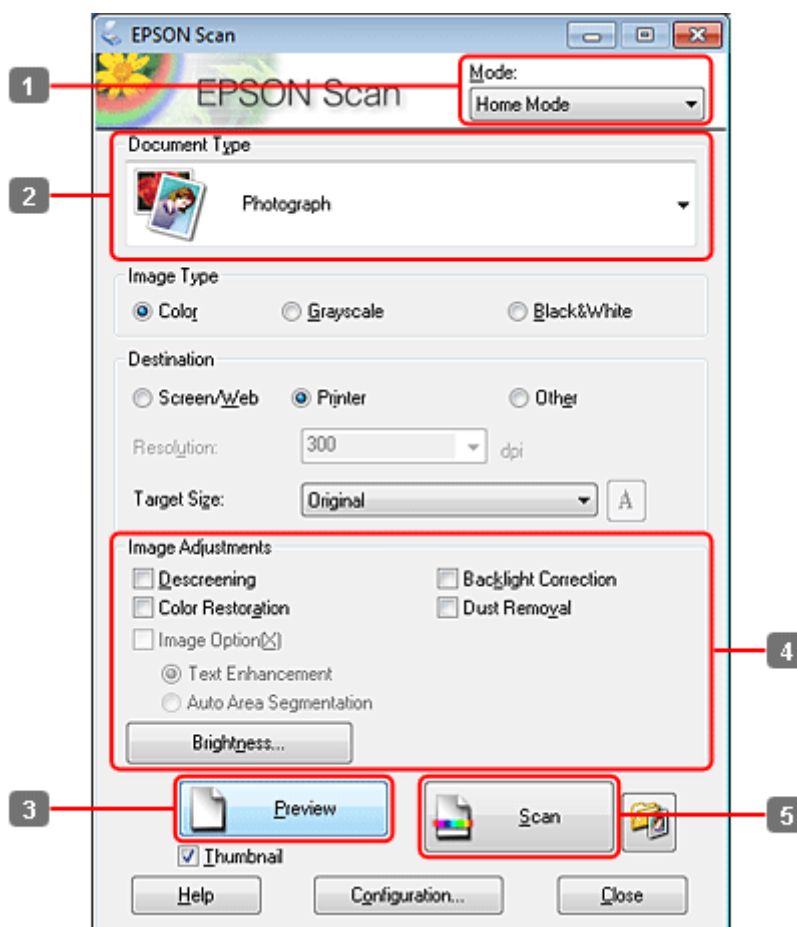 EPSON Scan
EPSON Scan
Mode:
1
Home Mode
Document Type
2
Photograph
Image Type
Color Grayscale Black&White
Destination
Screen/Web Printer Other
Resolution: 300 dpi
Target Size: Original A
Image Adjustments
Descreening Backlight Correction
Color Restoration Dust Removal
Image Option(X)
4
Text Enhancement
Auto Area Segmentation
Brightness...
3 Preview Scan 5
Thumbnail
Help Configuration... Close